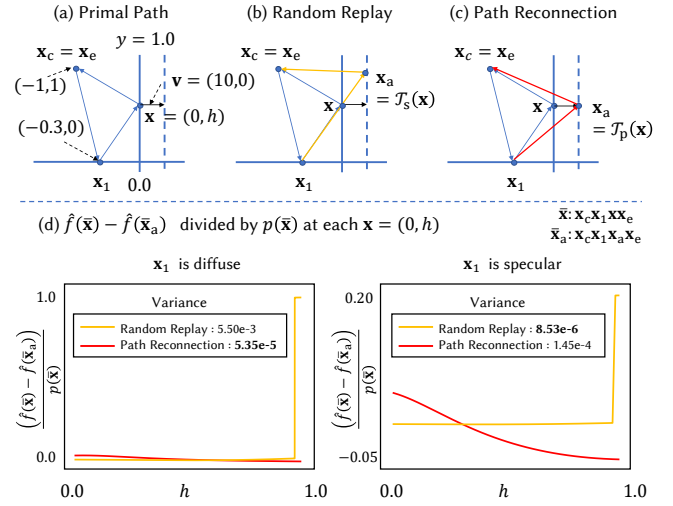 (a) Primal Path
(b) Random Replay
(c) Path Reconnection
x_c = x_e
y = 1.0
(−1,1)
v = (10,0)
x = (0, h)
(−0.3,0)
x_1
0.0
x_c = x_e
x_a
x
= 𝒯_s(x)
x_1
x_c = x_e
x
x_a
= 𝒯_p(x)
x_1
(d) f̂(x̄) − f̂(x̄_a) divided by p(x̄) at each x = (0, h)
x̄: x_c x_1 x x_e
x̄_a: x_c x_1 x_a x_e
x_1 is diffuse
(f̂(x̄) − f̂(x̄_a))
p(x̄)
1.0
0.0
Variance
Random Replay : 5.50e-3
Path Reconnection : 5.35e-5
0.0
h
1.0
x_1 is specular
(f̂(x̄) − f̂(x̄_a))
p(x̄)
0.20
−0.05
Variance
Random Replay : 8.53e-6
Path Reconnection : 1.45e-4
0.0
h
1.0